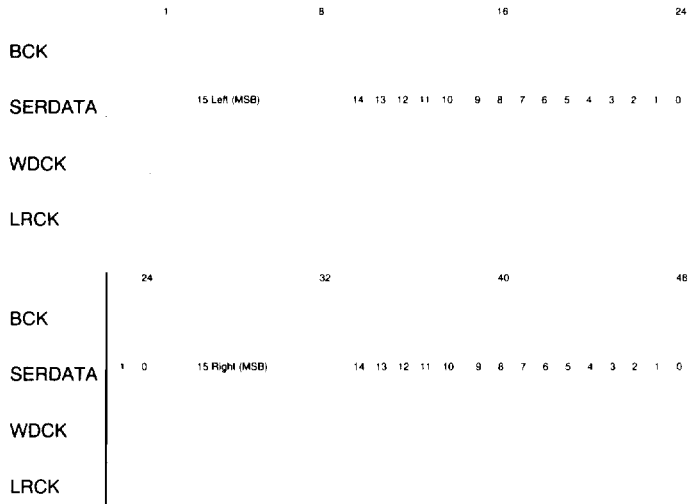 1 8 16 24
BCK
SERDATA 15 Left (MSB) 14 13 12 11 10 9 8 7 6 5 4 3 2 1 0
WDCK
LRCK
24 32 40 48
BCK
SERDATA 1 0 15 Right (MSB) 14 13 12 11 10 9 8 7 6 5 4 3 2 1 0
WDCK
LRCK